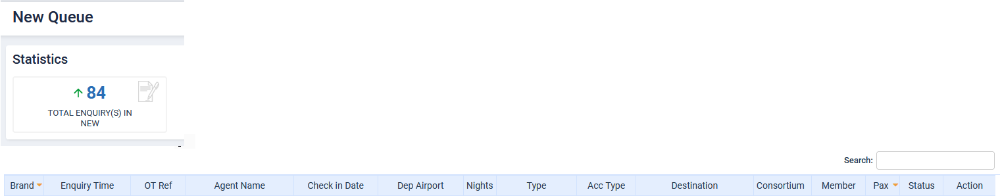 New Queue
Statistics
84
TOTAL ENQUIRY(S) IN
NEW
Search:
Brand Enquiry Time OT Ref Agent Name Check in Date Dep Airport Nights Type Acc Type Destination Consortium Member Pax Status Action